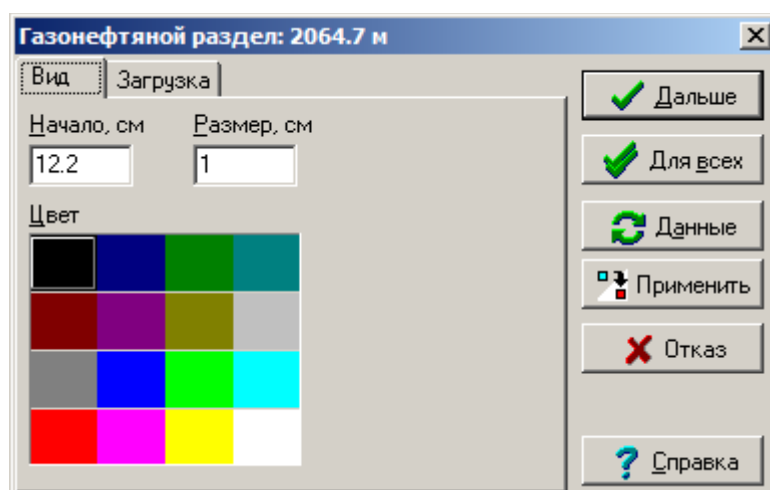 Газонефтяной раздел: 2064.7 м
Вид Загрузка
Начало, см Размер, см
12.2 1
Цвет
Дальше
Для всех
Данные
Применить
Отказ
Справка